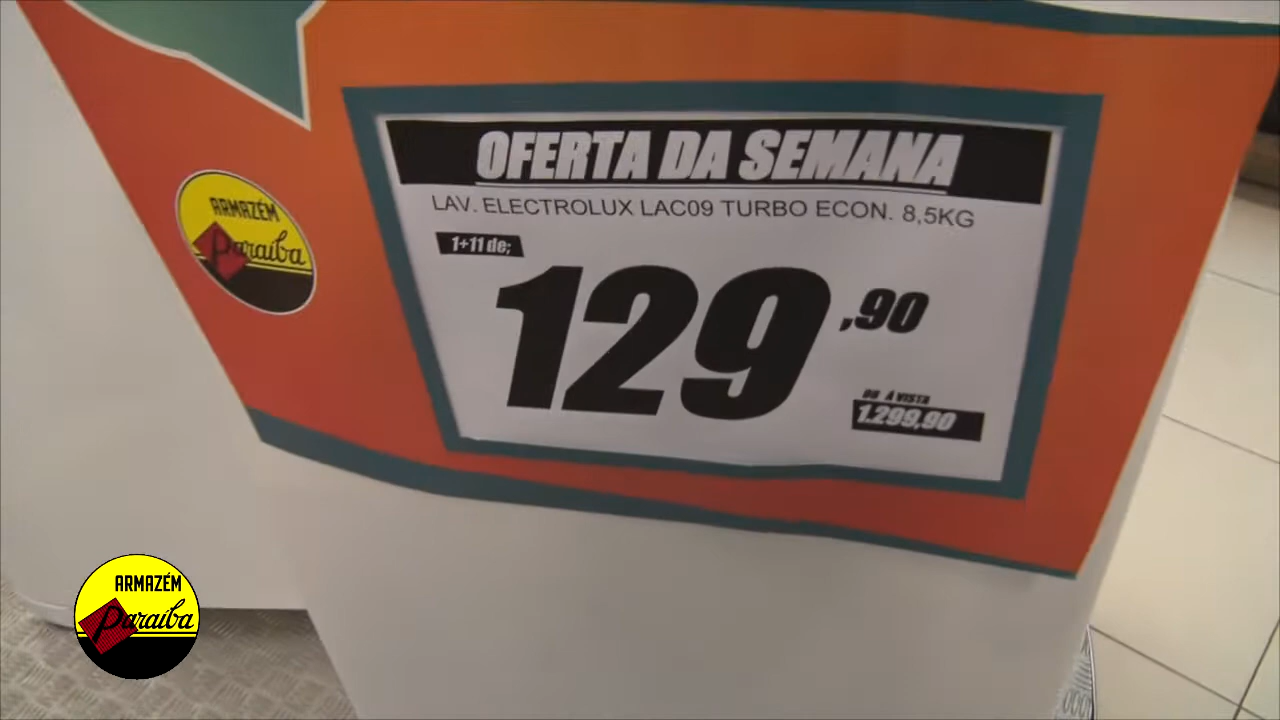 OFERTA DA SEMANA
LAV. ELECTROLUX LAC09 TURBO ECON. 8,5KG
1+11 de;
129,90
OU À VISTA
1.299,90
ARMAZÉM
Paraíba
ARMAZÉM
Paraíba